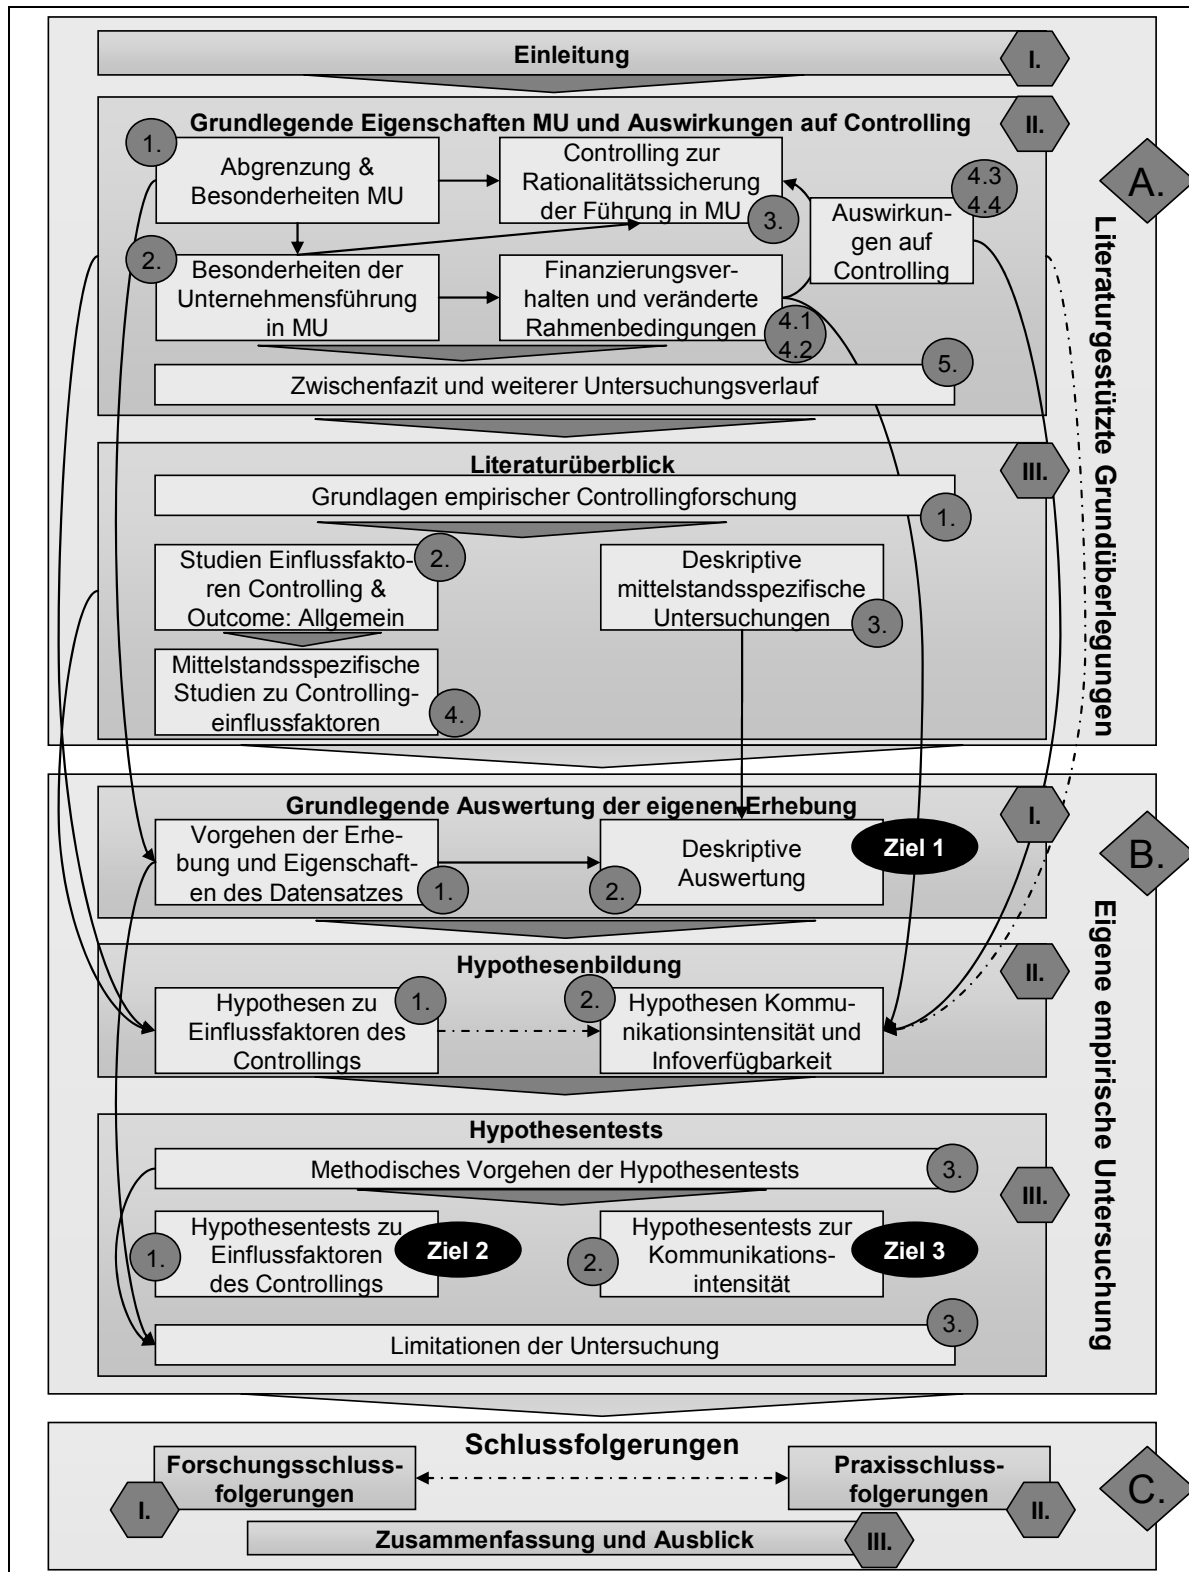 Einleitung
I.
Grundlegende Eigenschaften MU und Auswirkungen auf Controlling
II.
A.
Literaturgestützte Grundüberlegungen
1.
Abgrenzung &
Besonderheiten MU
Controlling zur
Rationalitätssicherung
der Führung in MU
3.
4.3
4.4
Auswirkun-
gen auf
Controlling
2.
Besonderheiten der
Unternehmensführung
in MU
Finanzierungsver-
halten und veränderte
Rahmenbedingungen
4.1
4.2
5.
Zwischenfazit und weiterer Untersuchungsverlauf
Literaturüberblick
III.
Grundlagen empirischer Controllingforschung
1.
Studien Einflussfakto-
ren Controlling &
Outcome: Allgemein
2.
Deskriptive
mittelstandsspezifische
Untersuchungen
3.
Mittelstandsspezifische
Studien zu Controlling-
einflussfaktoren
4.
Grundlegende Auswertung der eigenen Erhebung
I.
B.
Eigene empirische Untersuchung
Vorgehen der Erhe-
bung und Eigenschaft-
en des Datensatzes
1.
Deskriptive
Auswertung
2.
Ziel 1
Hypothesenbildung
II.
Hypothesen zu
Einflussfaktoren des
Controllings
1.
2.
Hypothesen Kommu-
nikationsintensität und
Infoverfügbarkeit
Hypothesentests
Methodisches Vorgehen der Hypothesentests
3.
III.
Hypothesentests zu
Einflussfaktoren
des Controllings
1.
Ziel 2
Hypothesentests zur
Kommunikations-
intensität
2.
Ziel 3
3.
Limitationen der Untersuchung
Schlussfolgerungen
C.
Forschungsschluss-
folgerungen
I.
Praxisschluss-
folgerungen
II.
Zusammenfassung und Ausblick
III.